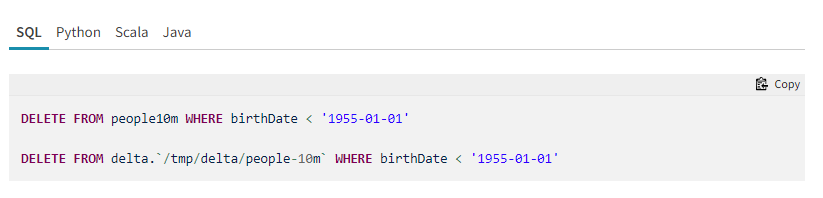 SQL Python Scala Java
Copy
DELETE FROM people10m WHERE birthDate < '1955-01-01'
DELETE FROM delta.`/tmp/delta/people-10m` WHERE birthDate < '1955-01-01'